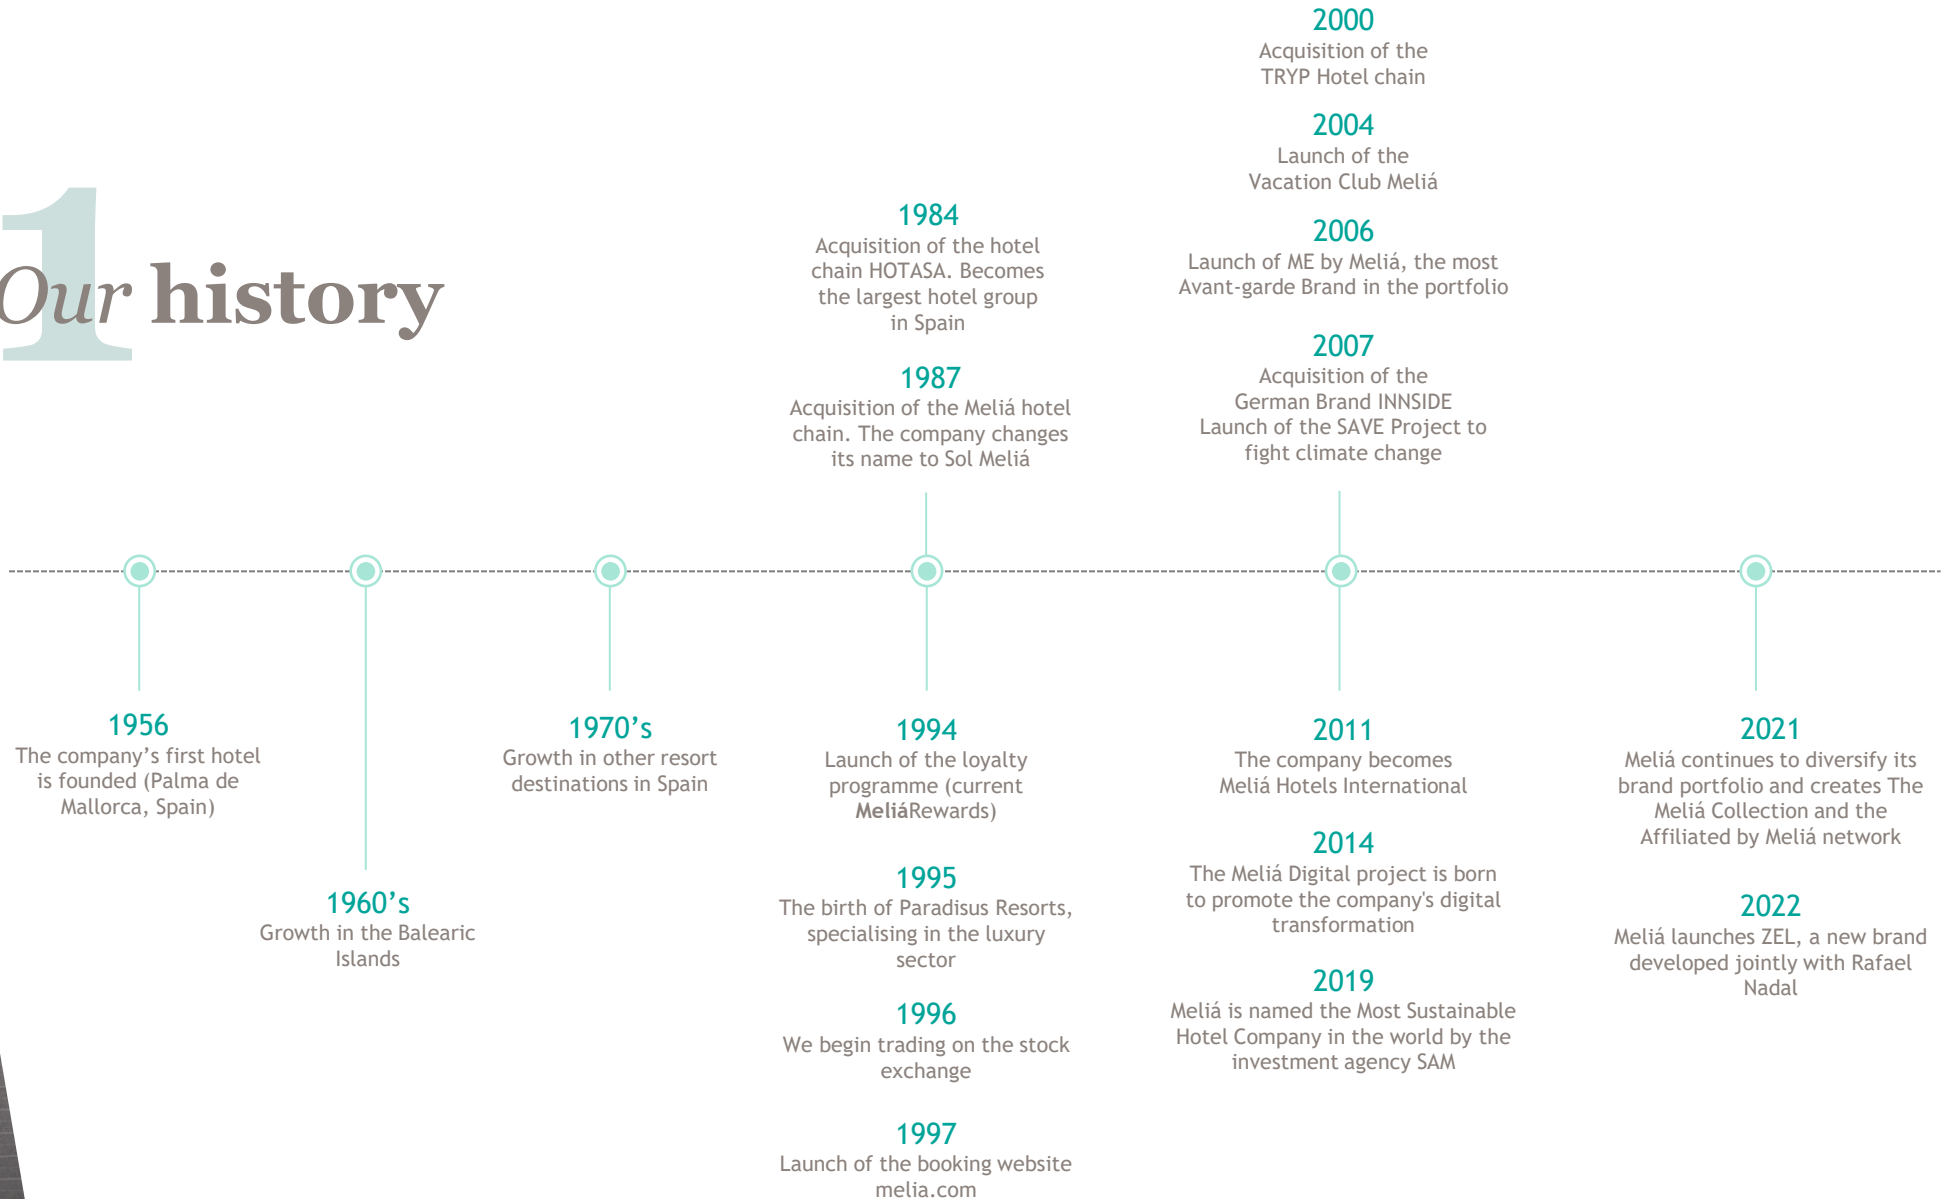 1
Our history
1956
The company’s first hotel
is founded (Palma de
Mallorca, Spain)
1960’s
Growth in the Balearic
Islands
1970’s
Growth in other resort
destinations in Spain
1984
Acquisition of the hotel
chain HOTASA. Becomes
the largest hotel group
in Spain
1987
Acquisition of the Meliá hotel
chain. The company changes
its name to Sol Meliá
1994
Launch of the loyalty
programme (current
MeliáRewards)
1995
The birth of Paradisus Resorts,
specialising in the luxury
sector
1996
We begin trading on the stock
exchange
1997
Launch of the booking website
melia.com
2000
Acquisition of the
TRYP Hotel chain
2004
Launch of the
Vacation Club Meliá
2006
Launch of ME by Meliá, the most
Avant-garde Brand in the portfolio
2007
Acquisition of the
German Brand INNSIDE
Launch of the SAVE Project to
fight climate change
2011
The company becomes
Meliá Hotels International
2014
The Meliá Digital project is born
to promote the company's digital
transformation
2019
Meliá is named the Most Sustainable
Hotel Company in the world by the
investment agency SAM
2021
Meliá continues to diversify its
brand portfolio and creates The
Meliá Collection and the
Affiliated by Meliá network
2022
Meliá launches ZEL, a new brand
developed jointly with Rafael
Nadal